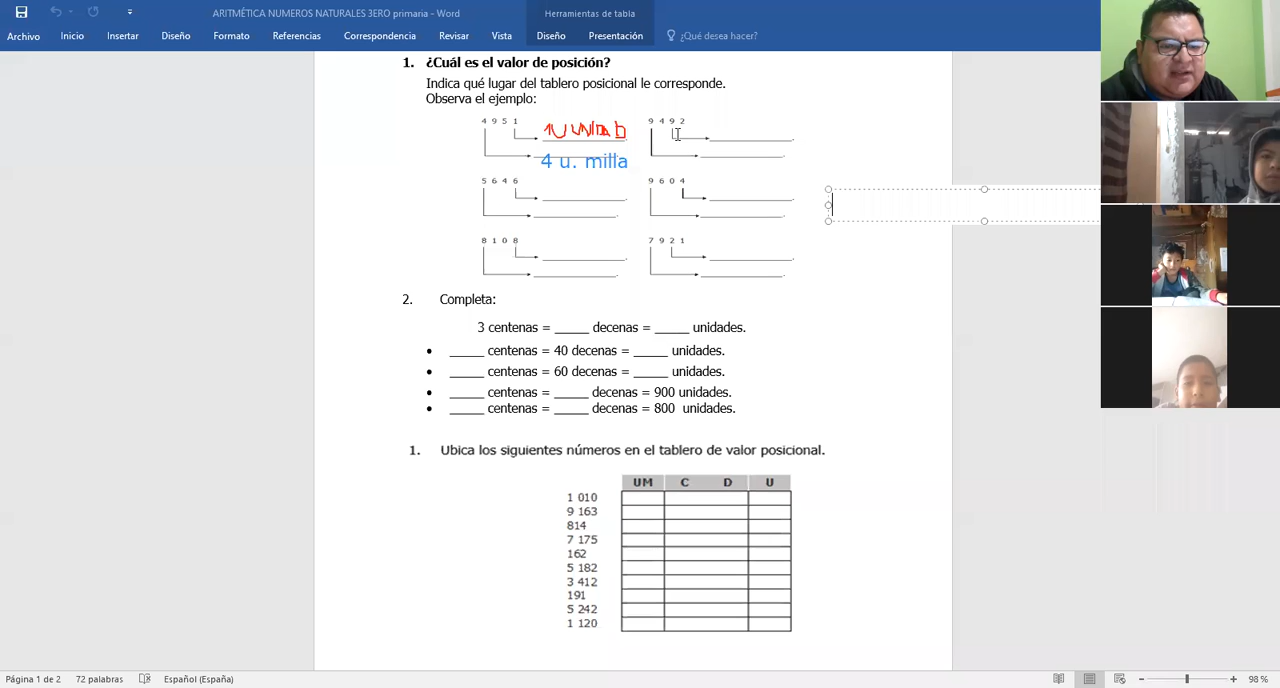 ARITMÉTICA NUMEROS NATURALES 3ERO primaria - Word
Herramientas de tabla
Archivo Inicio Insertar Diseño Formato Referencias Correspondencia Revisar Vista Diseño Presentación ¿Qué desea hacer?
1. ¿Cuál es el valor de posición?
Indica qué lugar del tablero posicional le corresponde.
Observa el ejemplo:
4 9 5 1
9 4 9 2
4 u. milla
5 6 4 6
9 6 0 4
8 1 0 8
7 9 2 1
2. Completa:
3 centenas = _____ decenas = _____ unidades.
• _____ centenas = 40 decenas = _____ unidades.
• _____ centenas = 60 decenas = _____ unidades.
• _____ centenas = _____ decenas = 900 unidades.
• _____ centenas = _____ decenas = 800 unidades.
1. Ubica los siguientes números en el tablero de valor posicional.
UM C D U
1 010
9 163
814
7 175
162
5 182
3 412
191
5 242
1 120
Página 1 de 2 72 palabras Español (España) 98 %